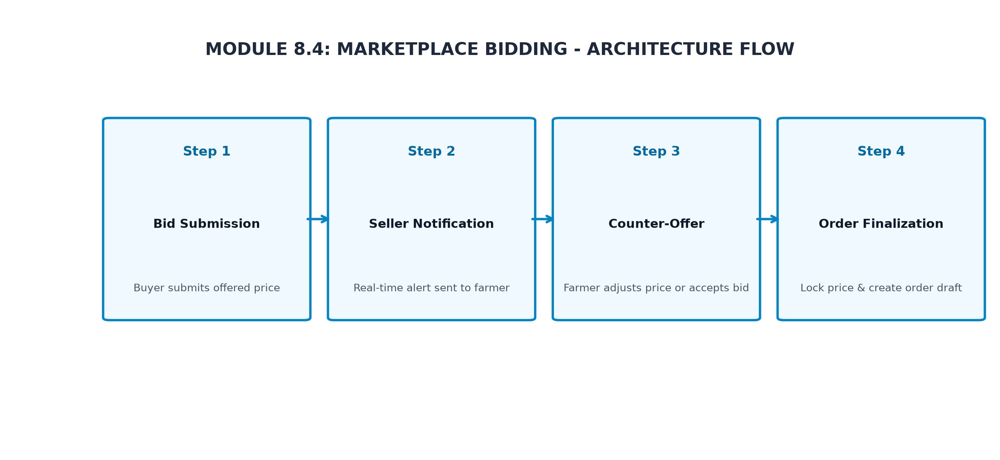 MODULE 8.4: MARKETPLACE BIDDING - ARCHITECTURE FLOW
Step 1
Bid Submission
Buyer submits offered price
Step 2
Seller Notification
Real-time alert sent to farmer
Step 3
Counter-Offer
Farmer adjusts price or accepts bid
Step 4
Order Finalization
Lock price & create order draft